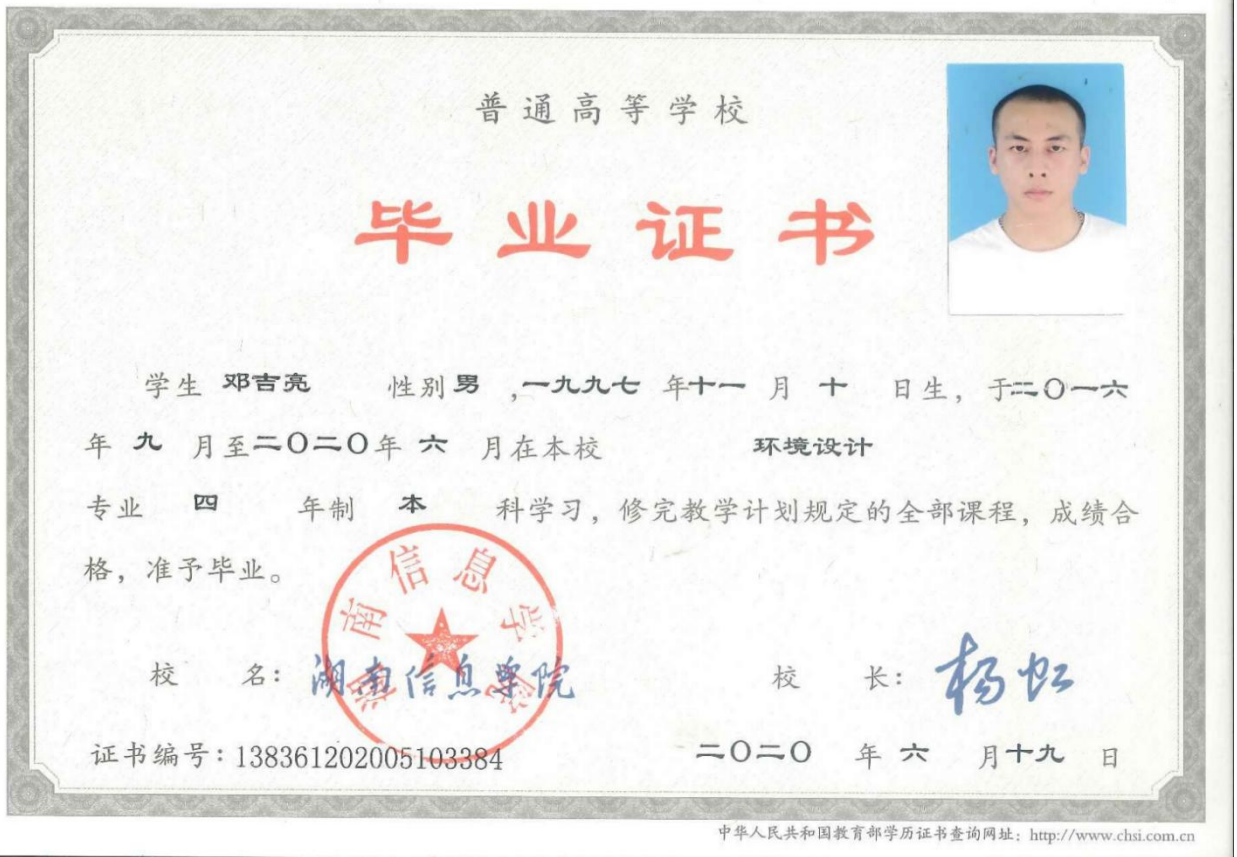 普通高等学校
毕业证书
学生 邓吉亮 性别 男 ,一九九七 年十一 月 十 日生，于二〇一六
年 九 月至二〇二〇年 六 月在本校 环境设计
专业 四 年制 本 科学习，修完教学计划规定的全部课程，成绩合
格，准予毕业。
湖南信息学院
校 名：湖南信息学院 校 长：杨虹
证书编号：138361202005103384 二〇二〇 年 六 月十九 日
中华人民共和国教育部学历证书查询网址：http://www.chsi.com.cn